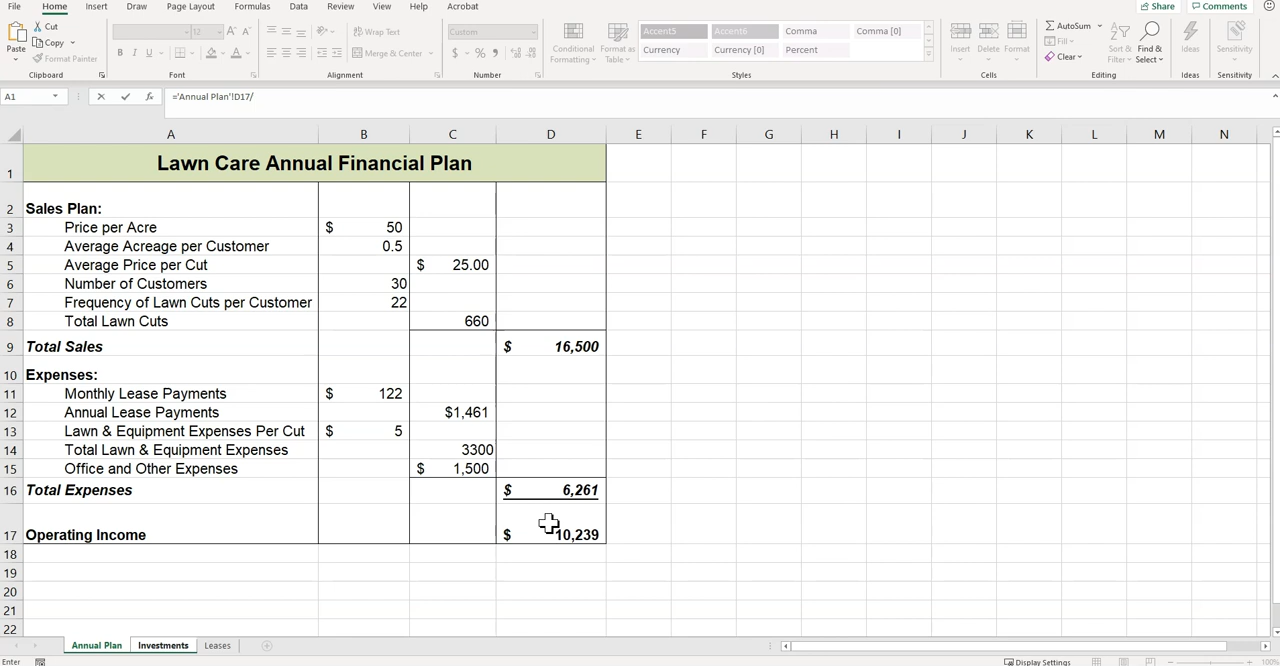 File Home Insert Draw Page Layout Formulas Data Review View Help Acrobat Share Comments
Cut AutoSum
Paste Copy Format Painter 12 A A Wrap Text Custom Accent5 Accent6 Comma Comma [0] Fill
B I U A Merge & Center $ % Conditional Formatting Format as Table Currency Currency [0] Percent Insert Delete Format Clear Sort & Filter Find & Select Ideas Sensitivity
Clipboard Font Alignment Number Styles Cells Editing Ideas Sensitivity
A1 fx ='Annual Plan'!D17/
A B C D E F G H I J K L M N
1 Lawn Care Annual Financial Plan
2 Sales Plan:
3 Price per Acre $ 50
4 Average Acreage per Customer 0.5
5 Average Price per Cut $ 25.00
6 Number of Customers 30
7 Frequency of Lawn Cuts per Customer 22
8 Total Lawn Cuts 660
9 Total Sales $ 16,500
10 Expenses:
11 Monthly Lease Payments $ 122
12 Annual Lease Payments $1,461
13 Lawn & Equipment Expenses Per Cut $ 5
14 Total Lawn & Equipment Expenses 3300
15 Office and Other Expenses $ 1,500
16 Total Expenses $ 6,261
17 Operating Income $ 10,239
18
19
20
21
22
Annual Plan Investments Leases
Enter Display Settings 100%